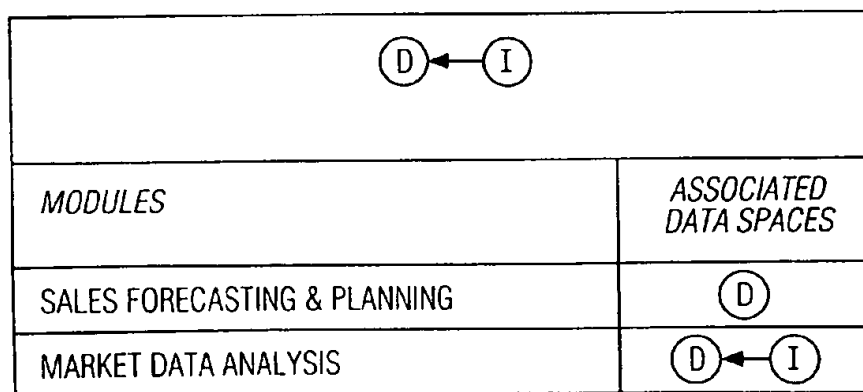 D I
MODULES ASSOCIATED
DATA SPACES
SALES FORECASTING & PLANNING D
MARKET DATA ANALYSIS D I